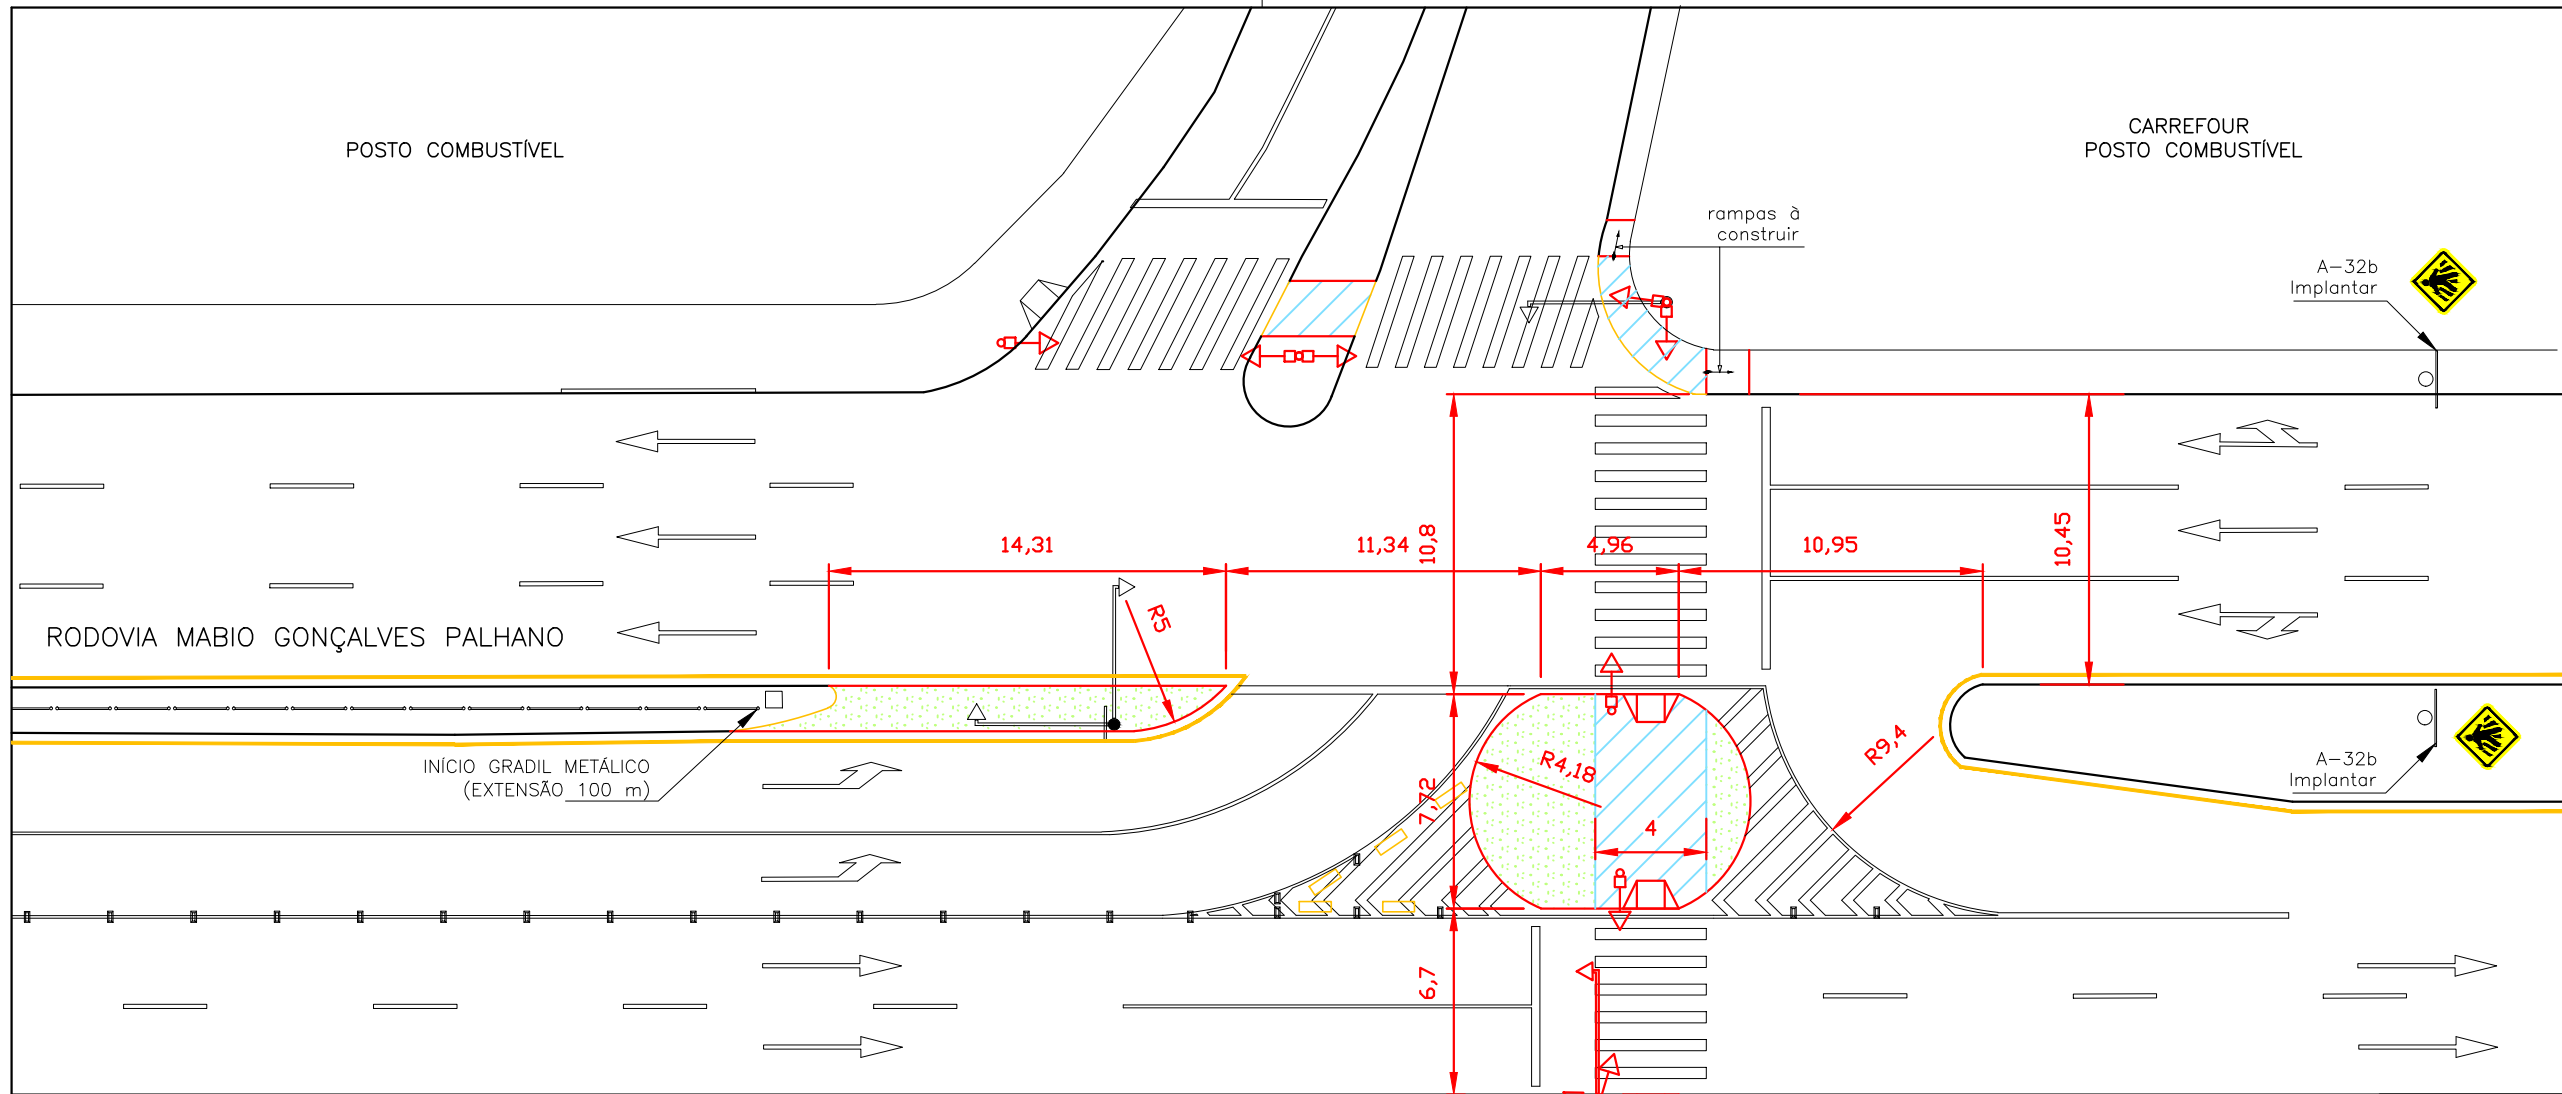 CARREFOUR
POSTO COMBUSTÍVEL
POSTO COMBUSTÍVEL
rampas à
construir
A-32b
Implantar
10,8
10,45
14,31
11,34
4,96
10,95
R5
RODOVIA MABIO GONÇALVES PALHANO
INÍCIO GRADIL METÁLICO
(EXTENSÃO 100 m)
R4,18
7,72
4
R9,4
A-32b
Implantar
6,7